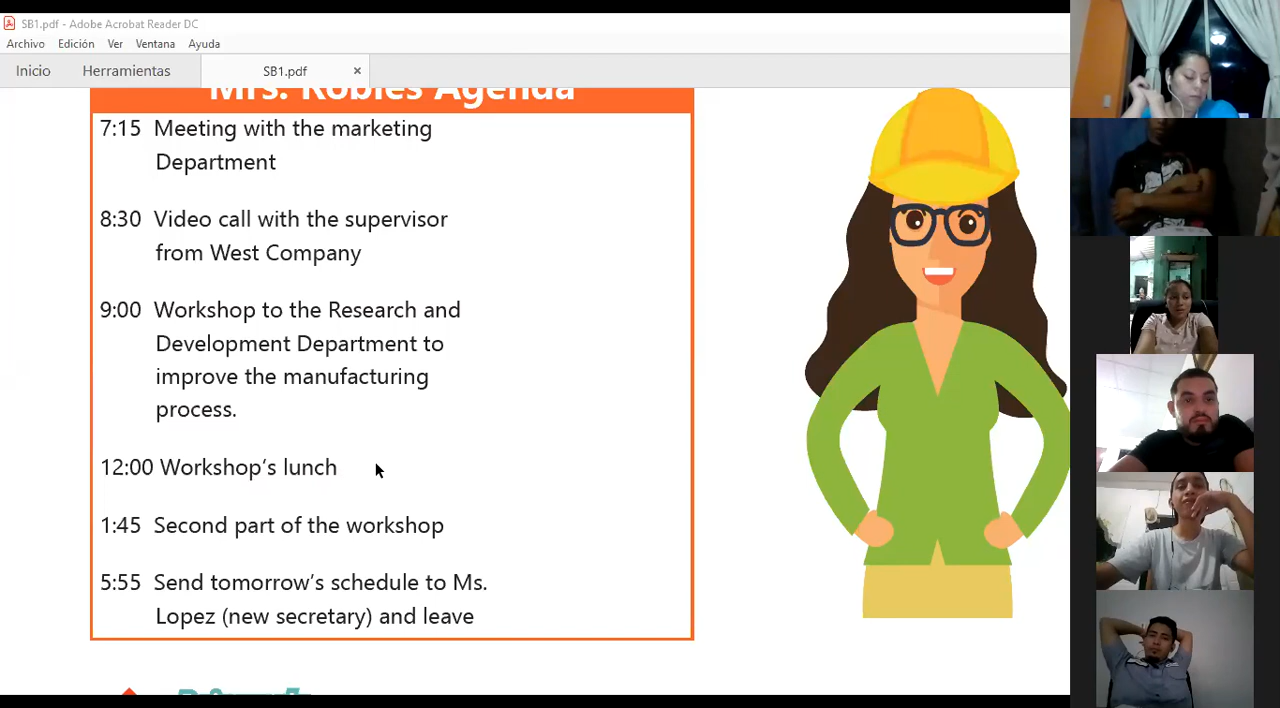 SB1.pdf - Adobe Acrobat Reader DC
Archivo Edición Ver Ventana Ayuda
Inicio Herramientas SB1.pdf ×
Mrs. Robles Agenda
7:15 Meeting with the marketing
Department
8:30 Video call with the supervisor
from West Company
9:00 Workshop to the Research and
Development Department to
improve the manufacturing
process.
12:00 Workshop’s lunch
1:45 Second part of the workshop
5:55 Send tomorrow’s schedule to Ms.
Lopez (new secretary) and leave